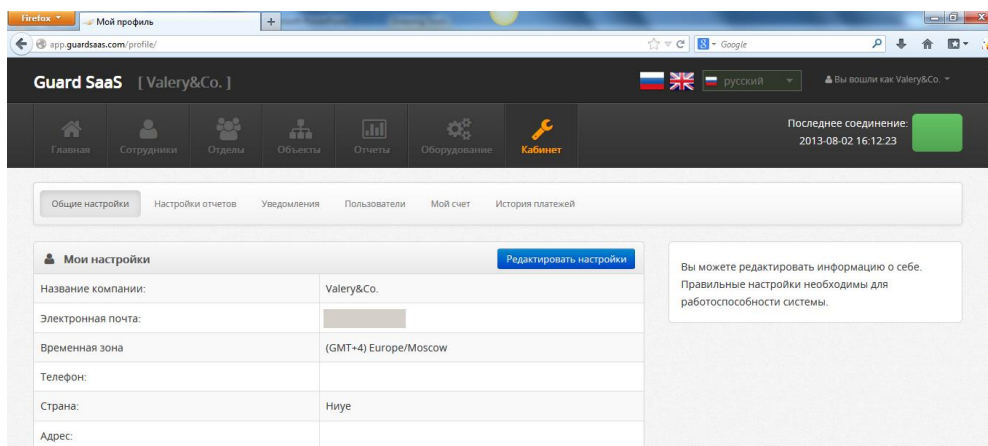 Firefox
Мой профиль
app.guardsaas.com/profile/
Google
Guard SaaS [ Valery&Co. ]
русский
Вы вошли как Valery&Co.
Главная
Сотрудники
Отделы
Объекты
Отчеты
Оборудование
Кабинет
Последнее соединение:
2013-08-02 16:12:23
Общие настройки
Настройки отчетов
Уведомления
Пользователи
Мой счет
История платежей
Мои настройки
Редактировать настройки
Название компании: Valery&Co.
Электронная почта:
Временная зона (GMT+4) Europe/Moscow
Телефон:
Страна: Ниуе
Адрес:
Вы можете редактировать информацию о себе.
Правильные настройки необходимы для
работоспособности системы.